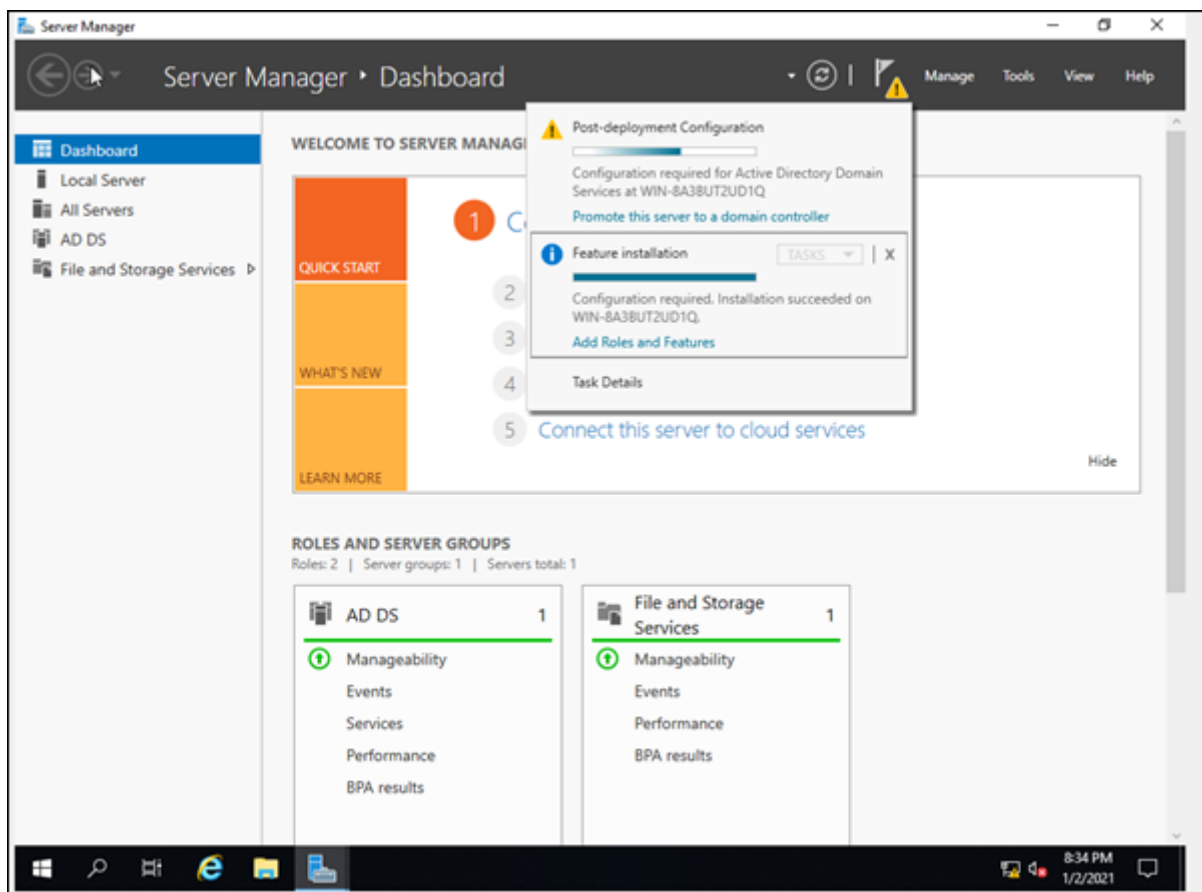 Server Manager
Server Manager • Dashboard
Manage Tools View Help
Dashboard
Local Server
All Servers
AD DS
File and Storage Services
WELCOME TO SERVER MANAG
QUICK START
WHAT'S NEW
LEARN MORE
1
2
3
4
5 Connect this server to cloud services
Hide
Post-deployment Configuration
Configuration required for Active Directory Domain
Services at WIN-8A3BUT2UD1Q
Promote this server to a domain controller
Feature installation
TASKS
X
Configuration required. Installation succeeded on
WIN-8A3BUT2UD1Q.
Add Roles and Features
Task Details
ROLES AND SERVER GROUPS
Roles: 2 | Server groups: 1 | Servers total: 1
AD DS 1
Manageability
Events
Services
Performance
BPA results
File and Storage
Services 1
Manageability
Events
Performance
BPA results
8:34 PM
1/2/2021